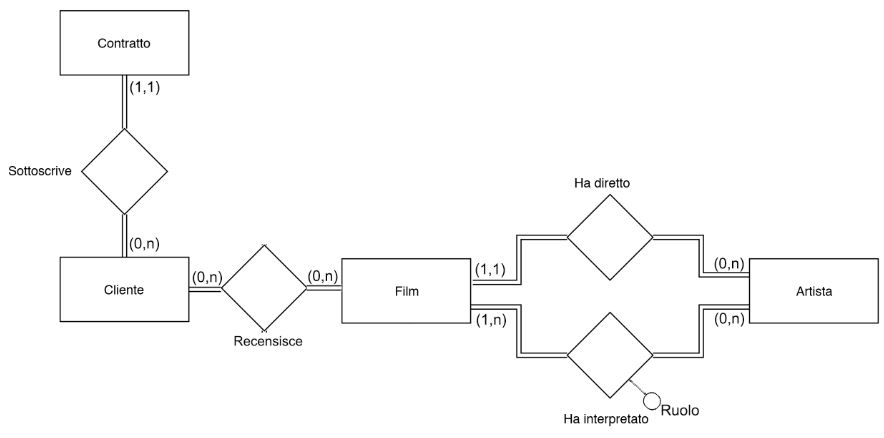 Contratto
(1,1)
Sottoscrive
(0,n)
Cliente
(0,n)
Recensisce
(0,n)
Film
(1,1)
(1,n)
Ha diretto
Ha interpretato
Ruolo
(0,n)
(0,n)
Artista